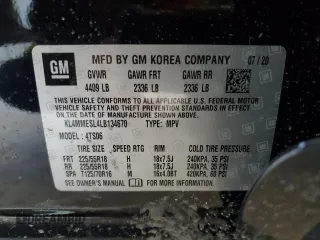 GM
MFD BY GM KOREA COMPANY 07/20
GVWR GAWR FRT GAWR RR
4409 LB 2336 LB 2336 LB
THIS VEHICLE CONFORMS TO ALL APPLICABLE U.S. FEDERAL MOTOR VEHICLE SAFETY, BUMPER, AND THEFT PREVENTION STANDARDS IN EFFECT ON THE DATE OF MANUFACTURE SHOWN ABOVE.
KL4MMESL4LB134670 TYPE: MPV
MODEL: 4TS06
TIRE SIZE SPEED RTG RIM COLD TIRE PRESSURE
FRT 225/55R18 H 18x7.5J 240KPA, 35 PSI
RR 225/55R18 H 18x7.5J 240KPA, 35 PSI
SPA T125/70R16 M 16x4.00T 420KPA, 60 PSI
SEE OWNER'S MANUAL FOR ADDITIONAL INFORMATION.